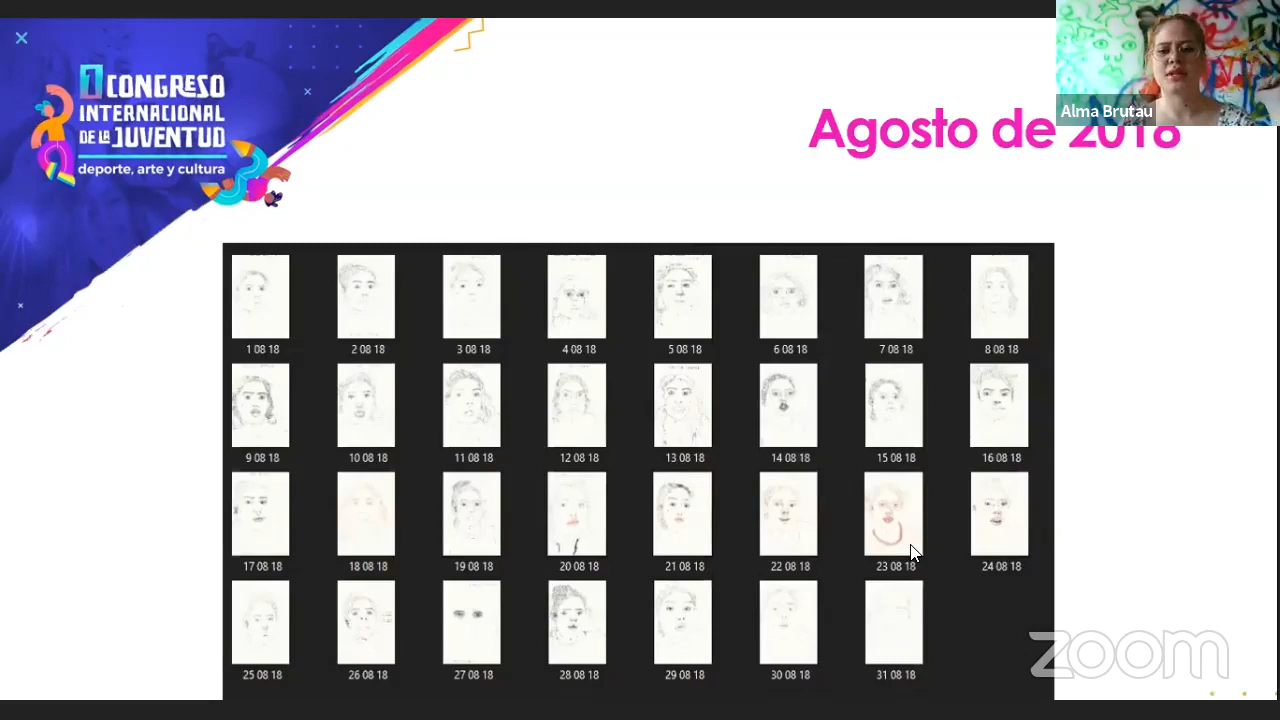 1 CONGRESO
INTERNACIONAL
DE LA JUVENTUD
deporte, arte y cultura
Alma Brutau
Agosto de 2018
1 08 18
2 08 18
3 08 18
4 08 18
5 08 18
6 08 18
7 08 18
8 08 18
9 08 18
10 08 18
11 08 18
12 08 18
13 08 18
14 08 18
15 08 18
16 08 18
17 08 18
18 08 18
19 08 18
20 08 18
21 08 18
22 08 18
23 08 18
24 08 18
25 08 18
26 08 18
27 08 18
28 08 18
29 08 18
30 08 18
31 08 18
zoom